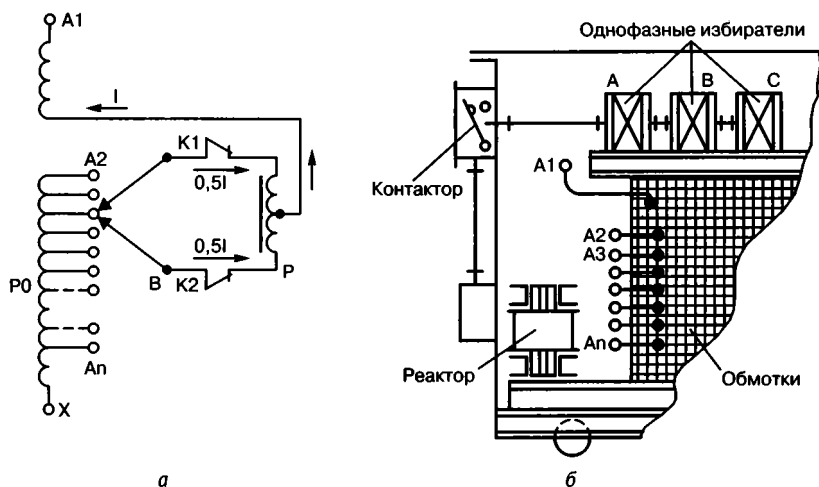 A1
I
K1
A2
0,5I
0,5I
P0
B
K2
P
An
X
а
Однофазные избиратели
A
B
C
Контактор
A1
A2
A3
An
Реактор
Обмотки
б